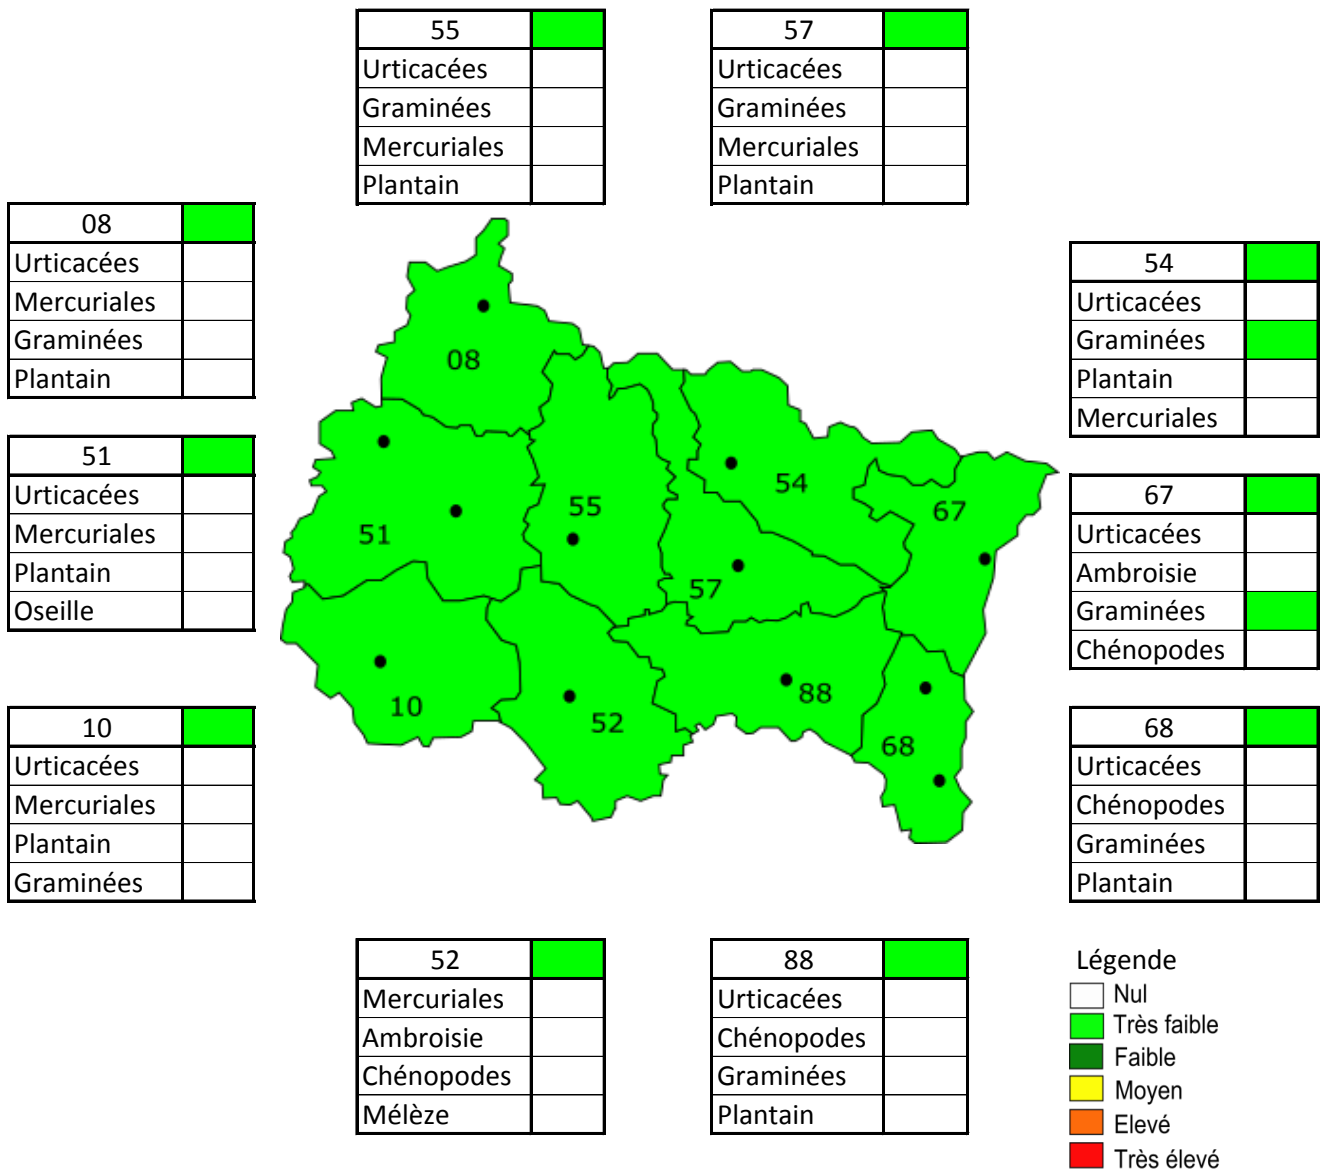 55
Urticacées
Graminées
Mercuriales
Plantain
57
Urticacées
Graminées
Mercuriales
Plantain
08
Urticacées
Mercuriales
Graminées
Plantain
54
Urticacées
Graminées
Plantain
Mercuriales
51
Urticacées
Mercuriales
Plantain
Oseille
67
Urticacées
Ambroisie
Graminées
Chénopodes
10
Urticacées
Mercuriales
Plantain
Graminées
68
Urticacées
Chénopodes
Graminées
Plantain
08
54
55
67
51
57
88
10
52
68
52
Mercuriales
Ambroisie
Chénopodes
Mélèze
88
Urticacées
Chénopodes
Graminées
Plantain
Légende
Nul
Très faible
Faible
Moyen
Elevé
Très élevé